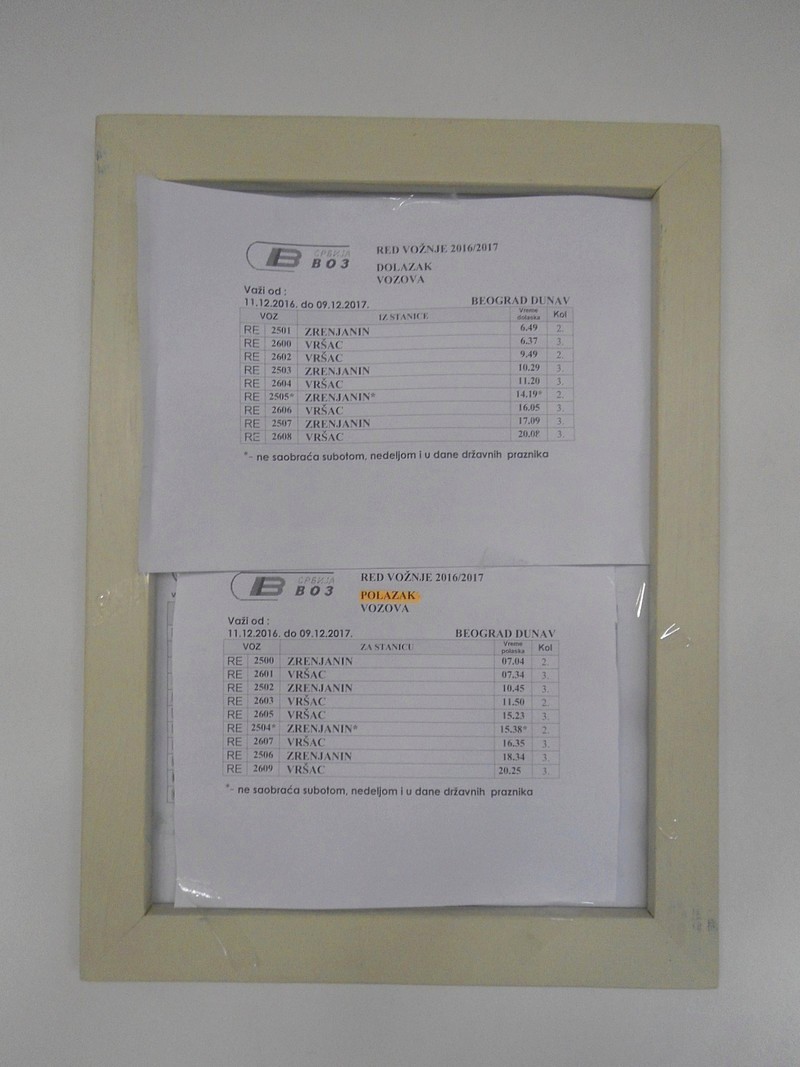 СРБИЈА
ВОЗ
RED VOŽNJE 2016/2017
DOLAZAK
VOZOVA
Važi od :
11.12.2016. do 09.12.2017. BEOGRAD DUNAV
VOZ IZ STANICE Vreme dolaska Kol
RE 2501 ZRENJANIN 6.49 2.
RE 2600 VRŠAC 6.37 3.
RE 2602 VRŠAC 9.49 2.
RE 2503 ZRENJANIN 10.29 3.
RE 2604 VRŠAC 11.20 3.
RE 2505* ZRENJANIN* 14.19* 2.
RE 2606 VRŠAC 16.05 3.
RE 2507 ZRENJANIN 17.09 3.
RE 2608 VRŠAC 3.
*- ne saobraća subotom, nedeljom i u dane državnih praznika
СРБИЈА
ВОЗ
RED VOŽNJE 2016/2017
POLAZAK
VOZOVA
Važi od :
11.12.2016. do 09.12.2017. BEOGRAD DUNAV
VOZ ZA STANICU Vreme polaska Kol
RE 2500 ZRENJANIN 07.04 2.
RE 2601 VRŠAC 07.34 3.
RE 2502 ZRENJANIN 10.45 3.
RE 2603 VRŠAC 11.50 2.
RE 2605 VRŠAC 15.23 3.
RE 2504* ZRENJANIN* 15.38* 2.
RE 2607 VRŠAC 16.35 3.
RE 2506 ZRENJANIN 18.34 3.
RE 2609 VRŠAC 20.25 3.
*- ne saobraća subotom, nedeljom i u dane državnih praznika